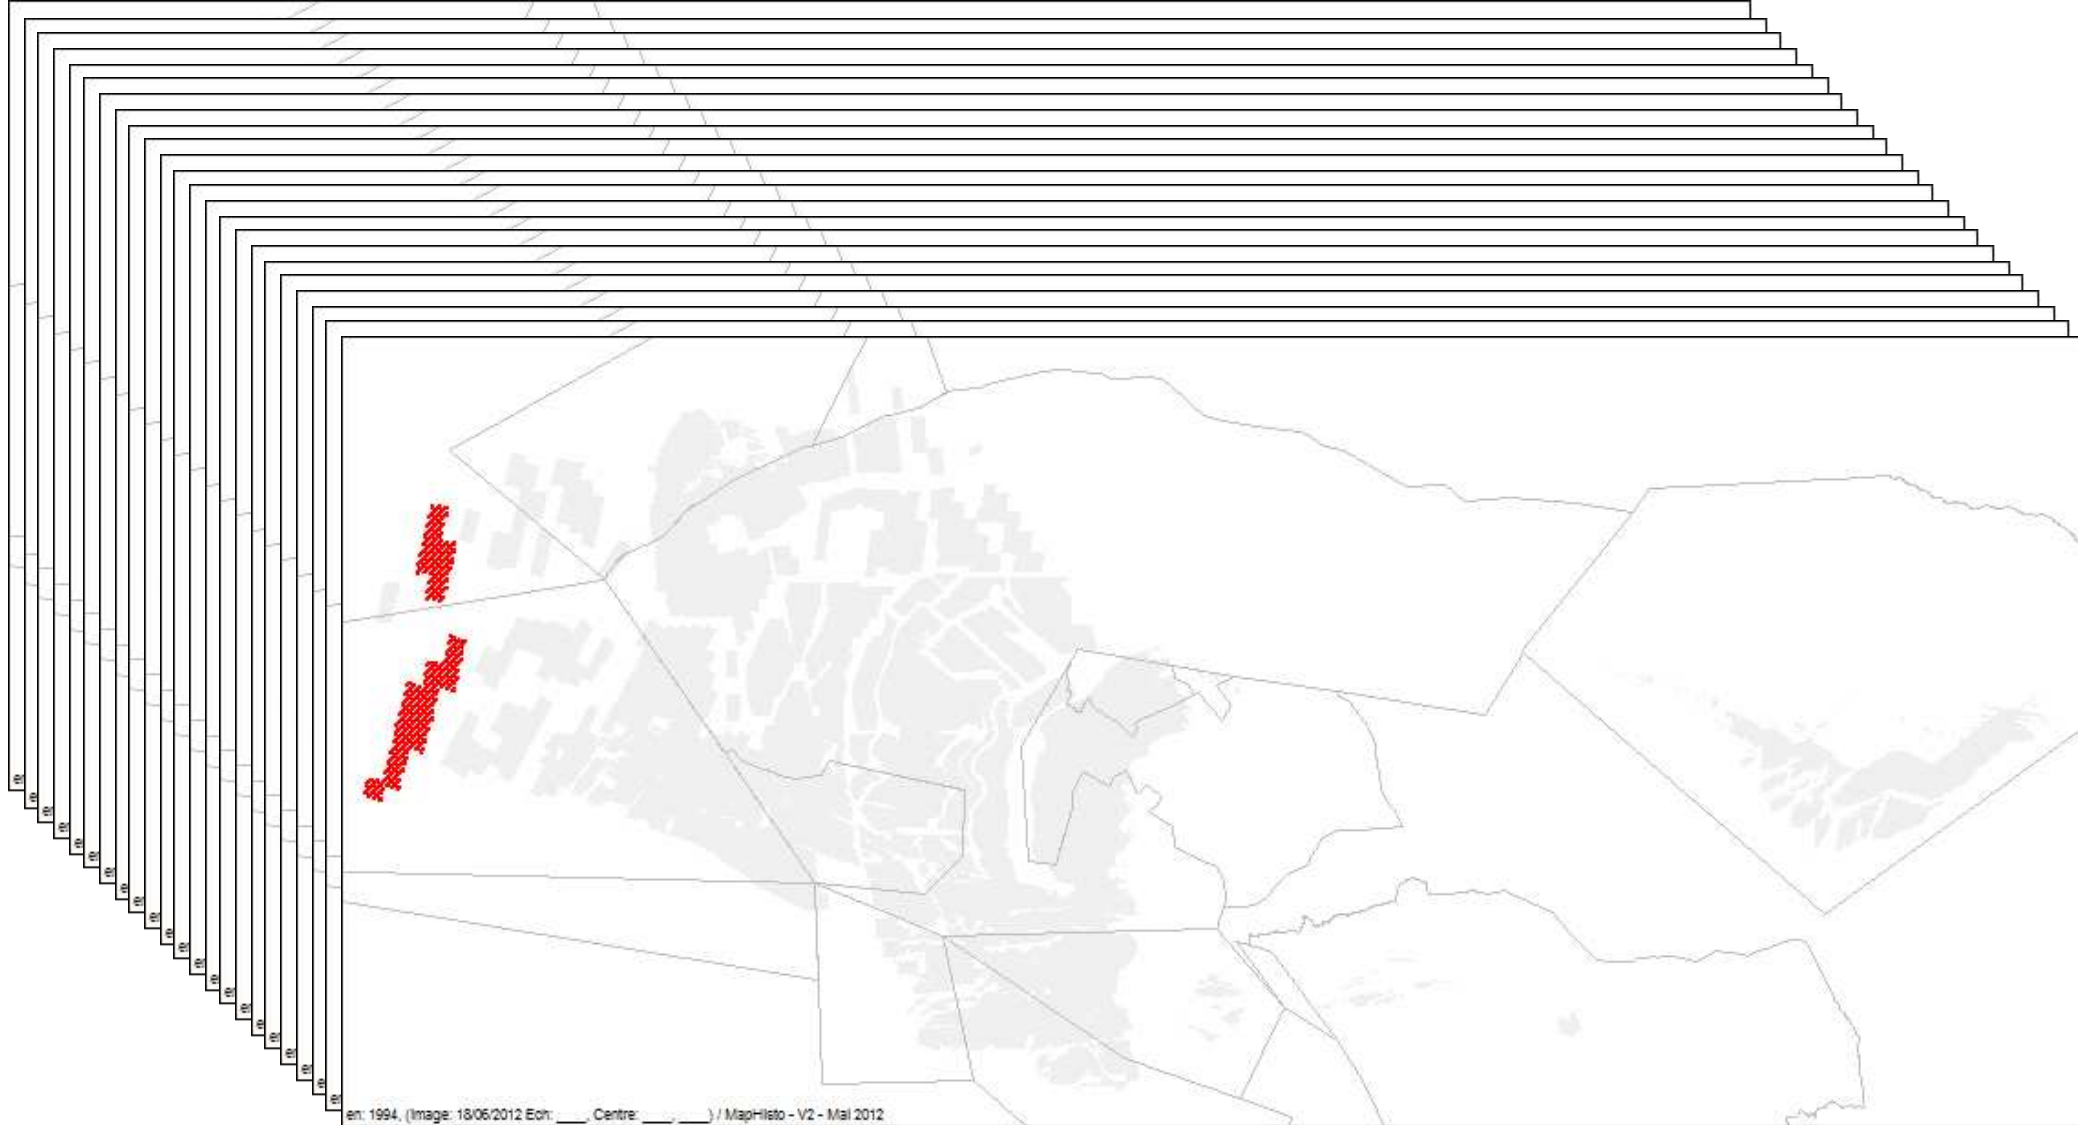 en: 1994, (Image: 18/06/2012 Ech: ____, Centre: ____, ____) / MapHisto - V2 - Mai 2012